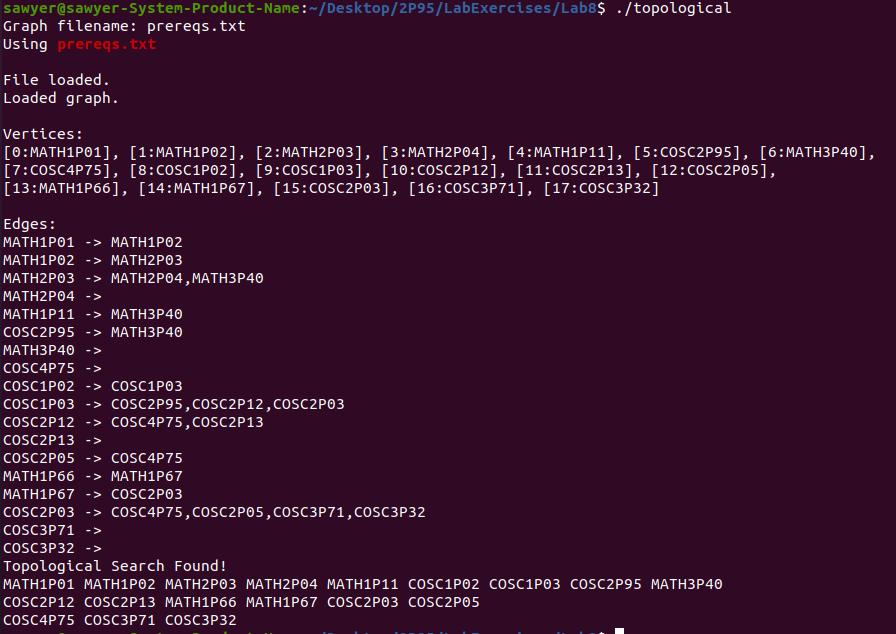 sawyer@sawyer-System-Product-Name:~/Desktop/2P95/LabExercises/Lab8$ ./topological
Graph filename: prereqs.txt
Using prereqs.txt
File loaded.
Loaded graph.
Vertices:
[0:MATH1P01], [1:MATH1P02], [2:MATH2P03], [3:MATH2P04], [4:MATH1P11], [5:COSC2P95], [6:MATH3P40],
[7:COSC4P75], [8:COSC1P02], [9:COSC1P03], [10:COSC2P12], [11:COSC2P13], [12:COSC2P05],
[13:MATH1P66], [14:MATH1P67], [15:COSC2P03], [16:COSC3P71], [17:COSC3P32]
Edges:
MATH1P01 -> MATH1P02
MATH1P02 -> MATH2P03
MATH2P03 -> MATH2P04,MATH3P40
MATH2P04 ->
MATH1P11 -> MATH3P40
COSC2P95 -> MATH3P40
MATH3P40 ->
COSC4P75 ->
COSC1P02 -> COSC1P03
COSC1P03 -> COSC2P95,COSC2P12,COSC2P03
COSC2P12 -> COSC4P75,COSC2P13
COSC2P13 ->
COSC2P05 -> COSC4P75
MATH1P66 -> MATH1P67
MATH1P67 -> COSC2P03
COSC2P03 -> COSC4P75,COSC2P05,COSC3P71,COSC3P32
COSC3P71 ->
COSC3P32 ->
Topological Search Found!
MATH1P01 MATH1P02 MATH2P03 MATH2P04 MATH1P11 COSC1P02 COSC1P03 COSC2P95 MATH3P40
COSC2P12 COSC2P13 MATH1P66 MATH1P67 COSC2P03 COSC2P05
COSC4P75 COSC3P71 COSC3P32